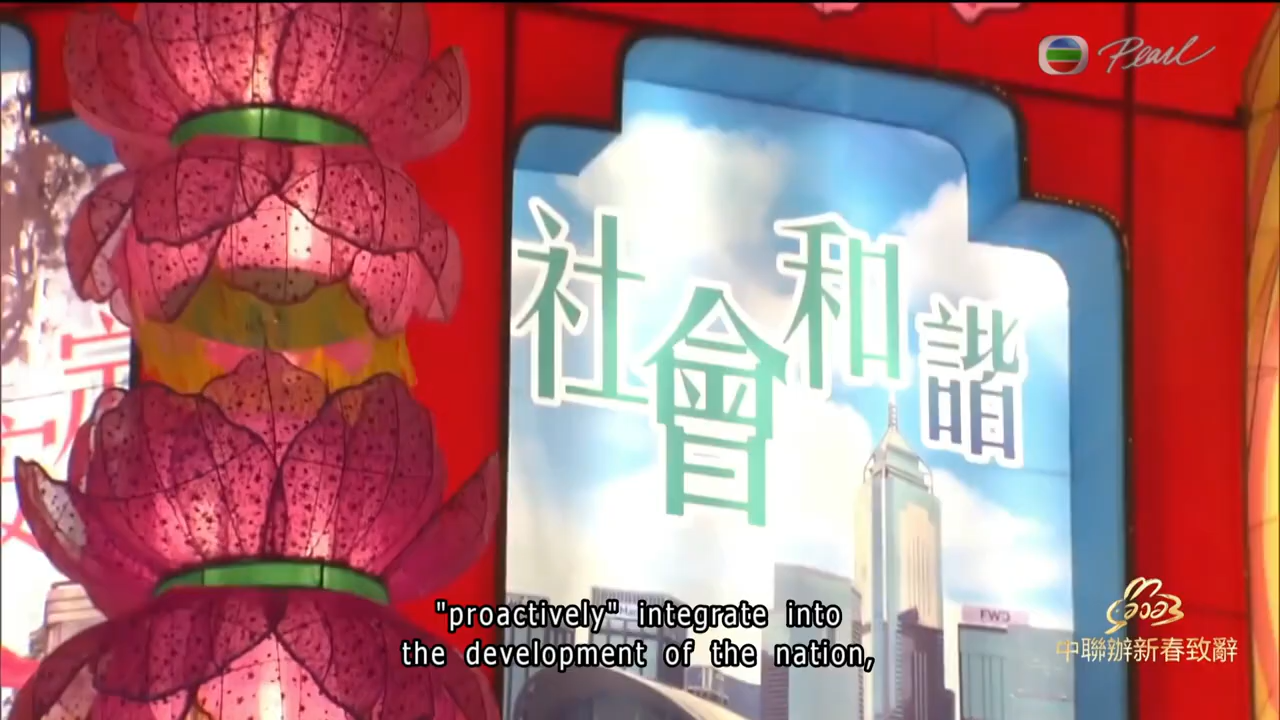 Pearl
社會和諧
FWD
2023
中聯辦新春致辭
"proactively" integrate into
the development of the nation,